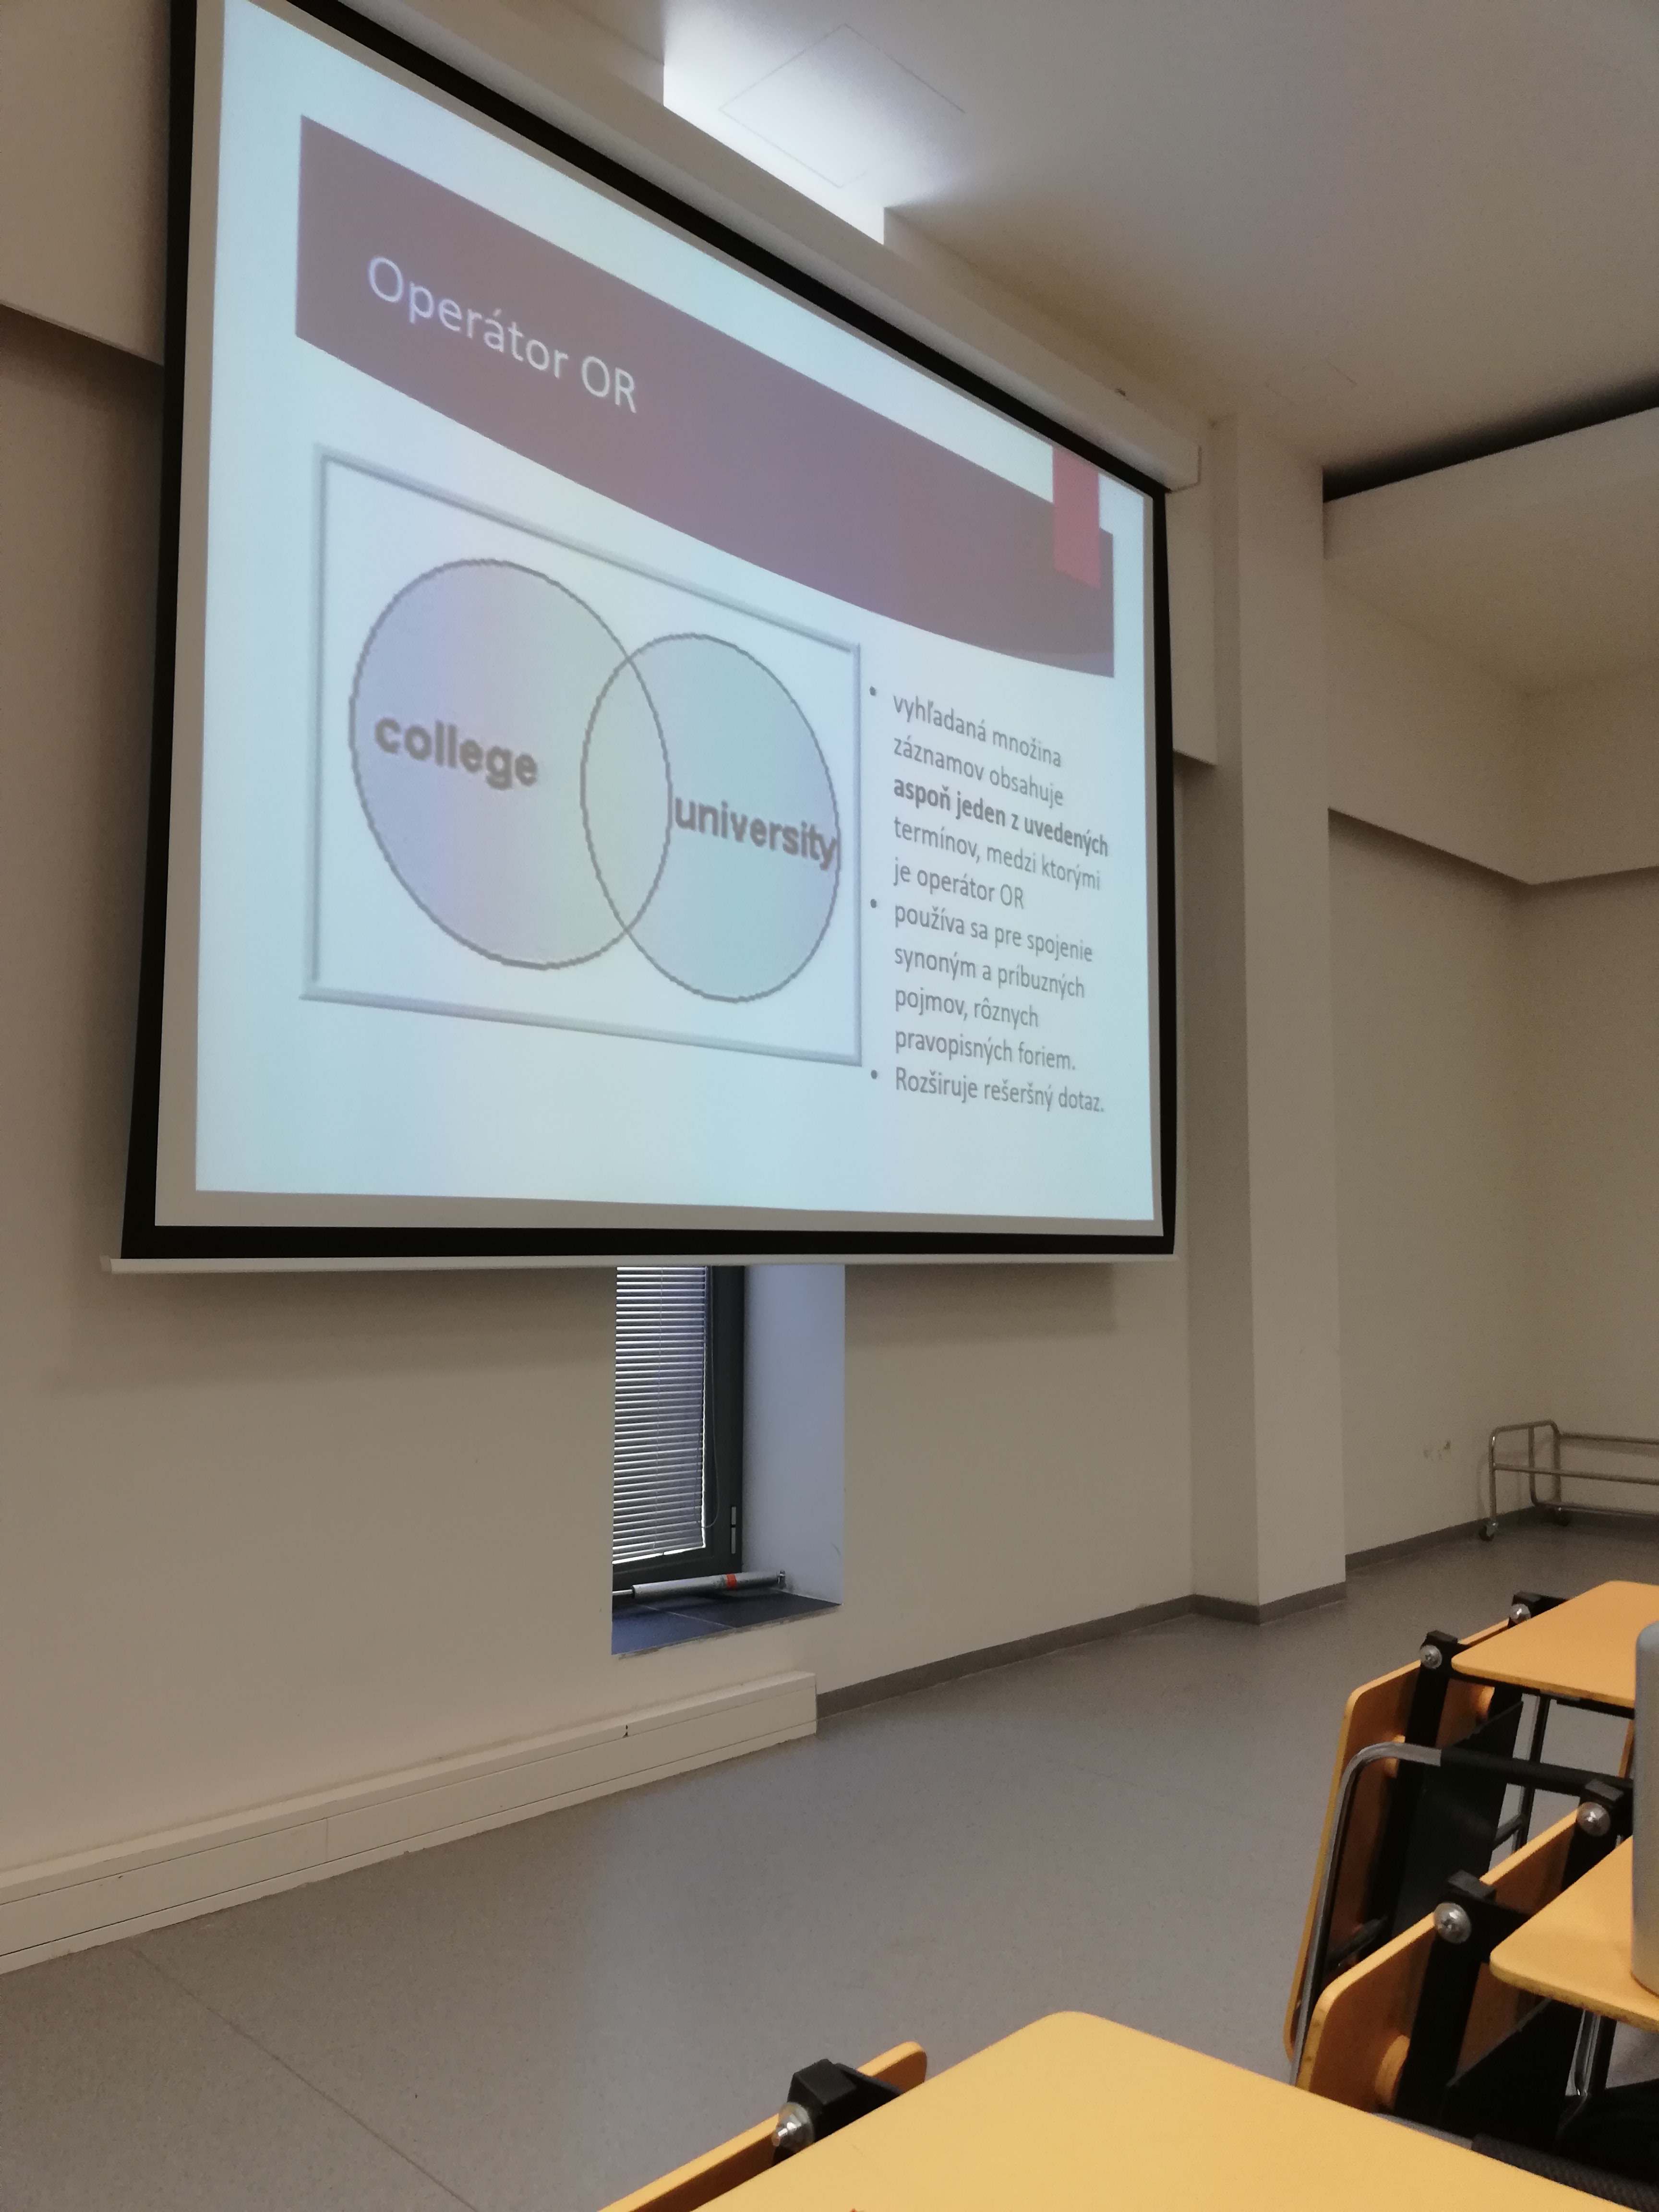 Operátor OR
college
university
• vyhľadaná množina
záznamov obsahuje
aspoň jeden z uvedených
termínov, medzi ktorými
je operátor OR
• používa sa pre spojenie
synoným a príbuzných
pojmov, rôznych
pravopisných foriem.
• Rozširuje rešeršný dotaz.